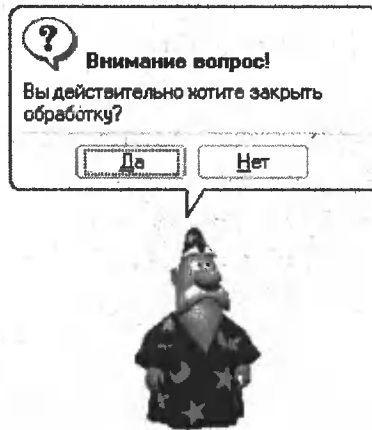 ?
Внимание вопрос!
Вы действительно хотите закрыть
обработку?
Да
Нет